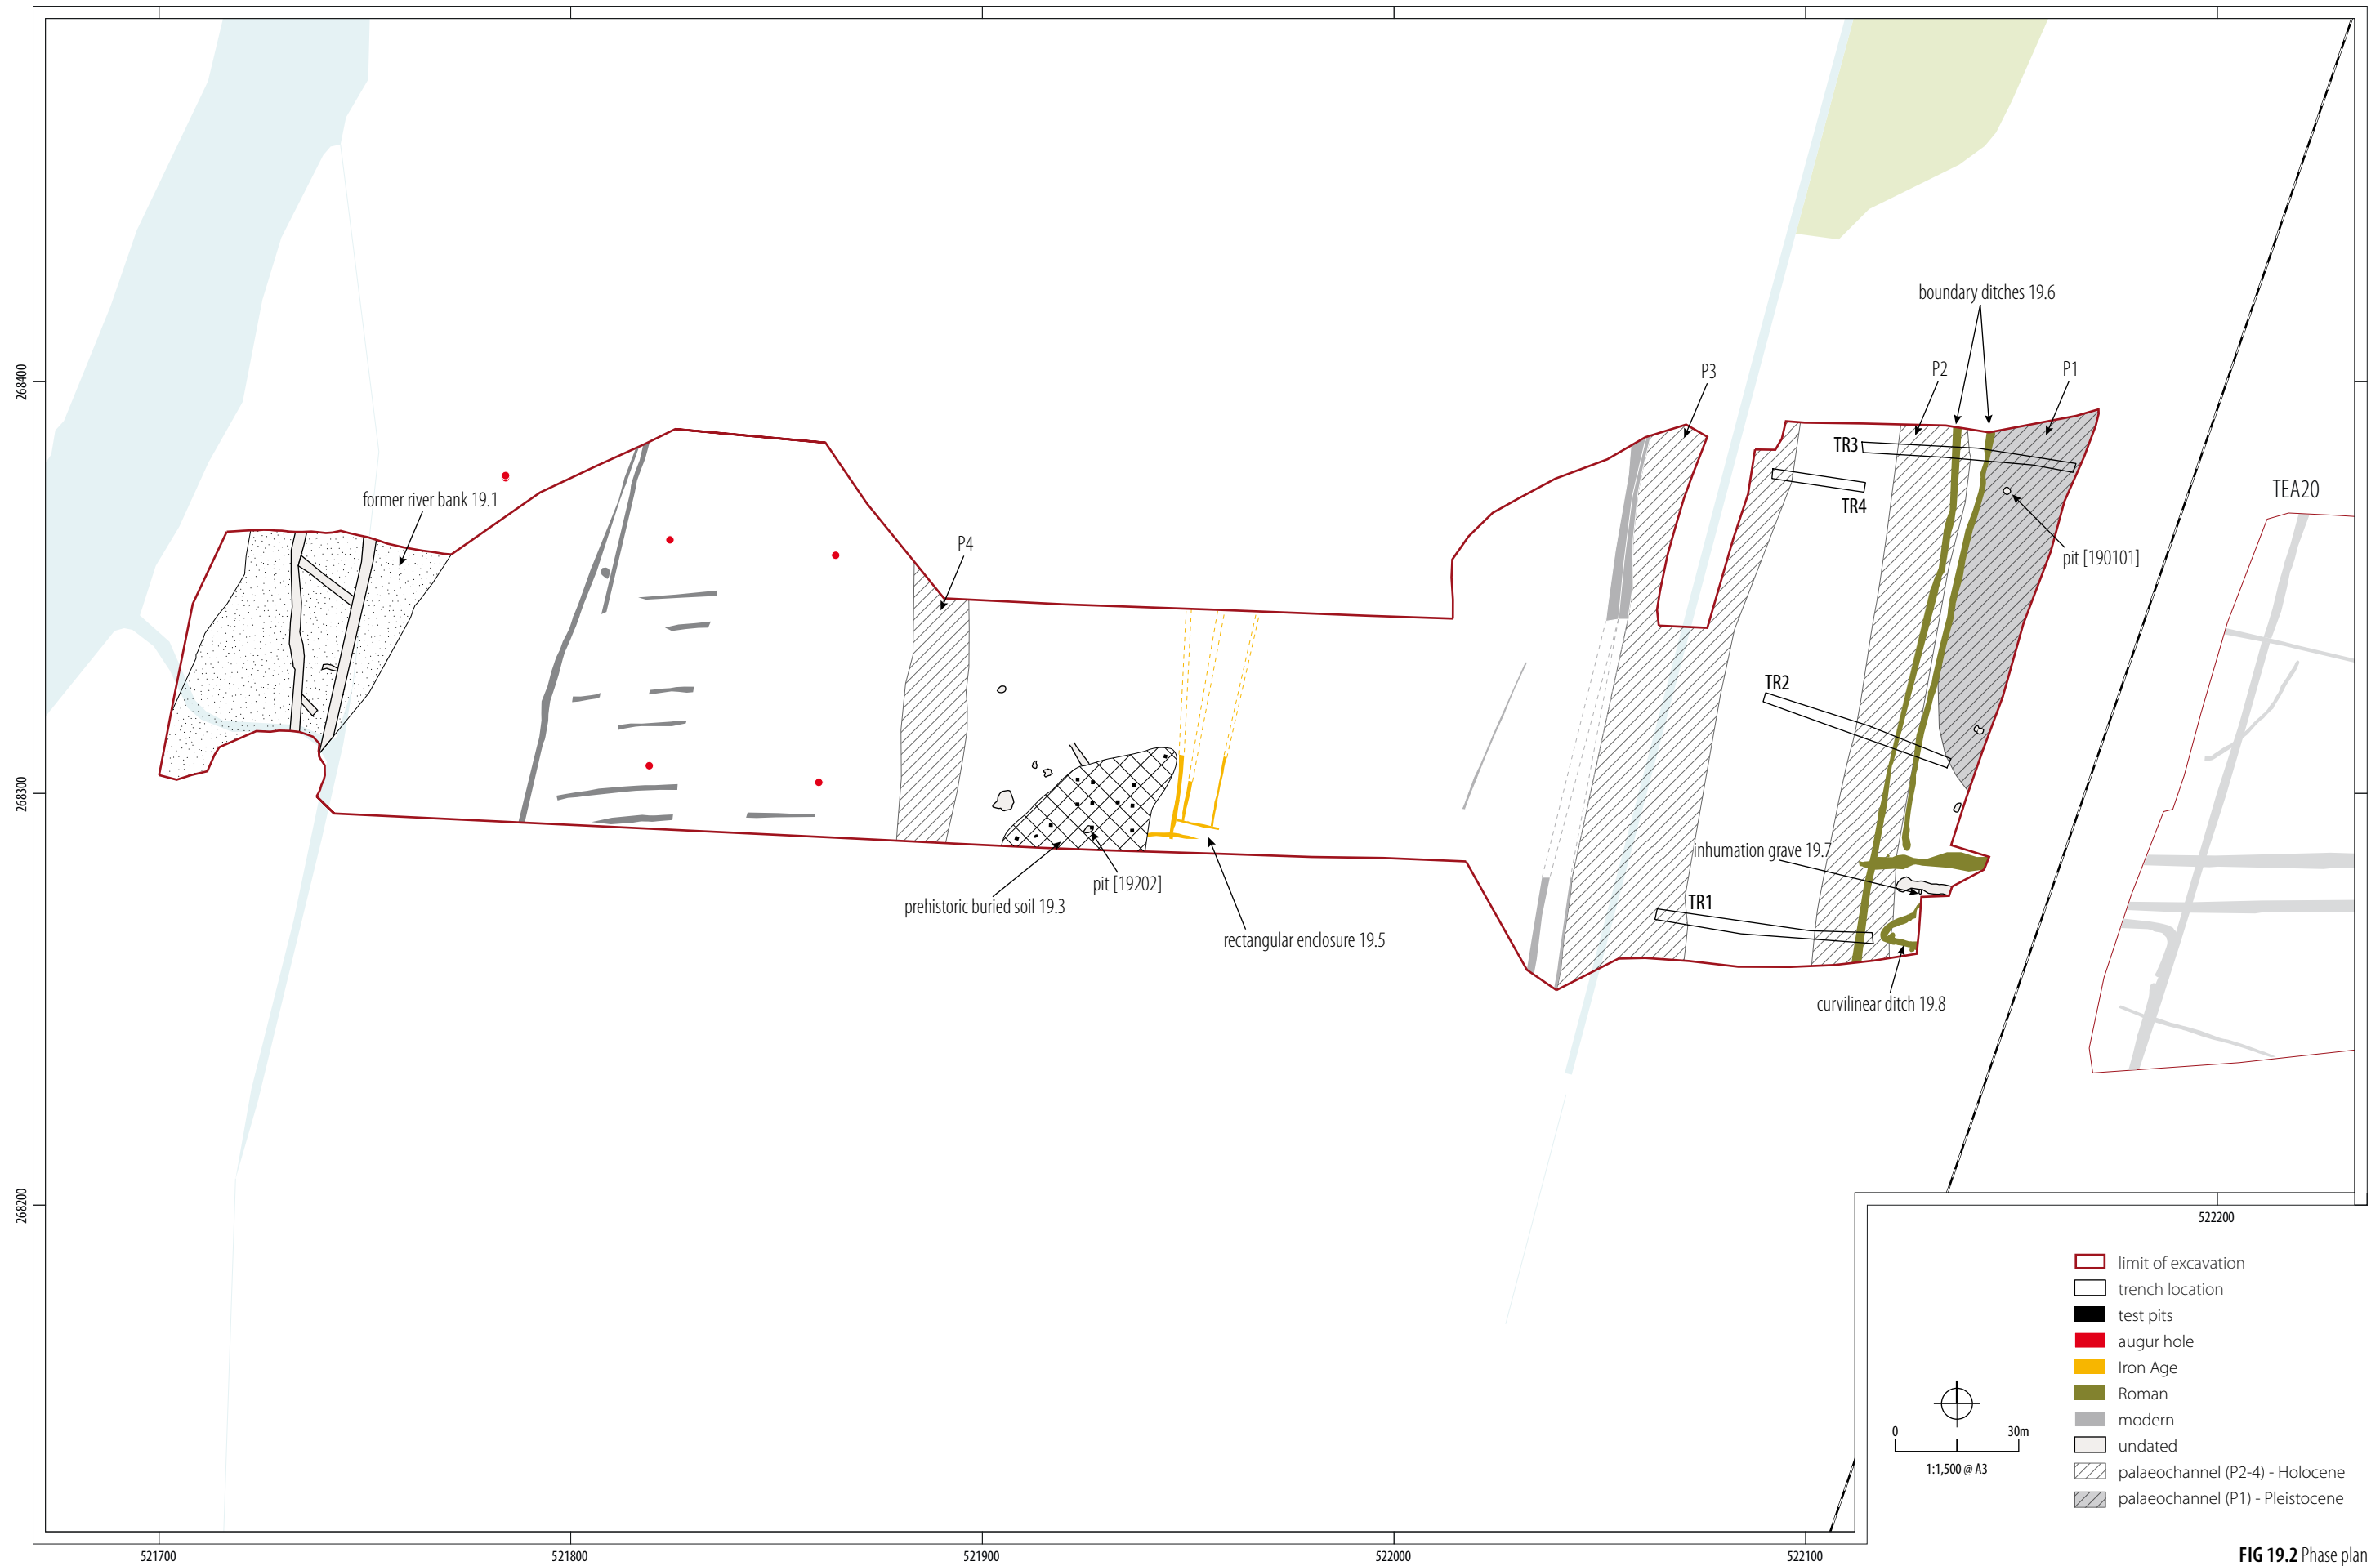 boundary ditches 19.6
P3
P2
P1
268400
TR3
TEA20
former river bank 19.1
TR4
P4
pit [190101]
TR2
268300
inhumation grave 19.7
pit [19202]
prehistoric buried soil 19.3
TR1
rectangular enclosure 19.5
curvilinear ditch 19.8
268200
522200
limit of excavation
trench location
test pits
augur hole
Iron Age
Roman
modern
undated
palaeochannel (P2-4) - Holocene
palaeochannel (P1) - Pleistocene
0 30m
1:1,500 @ A3
521700 521800 521900 522000 522100
FIG 19.2 Phase plan